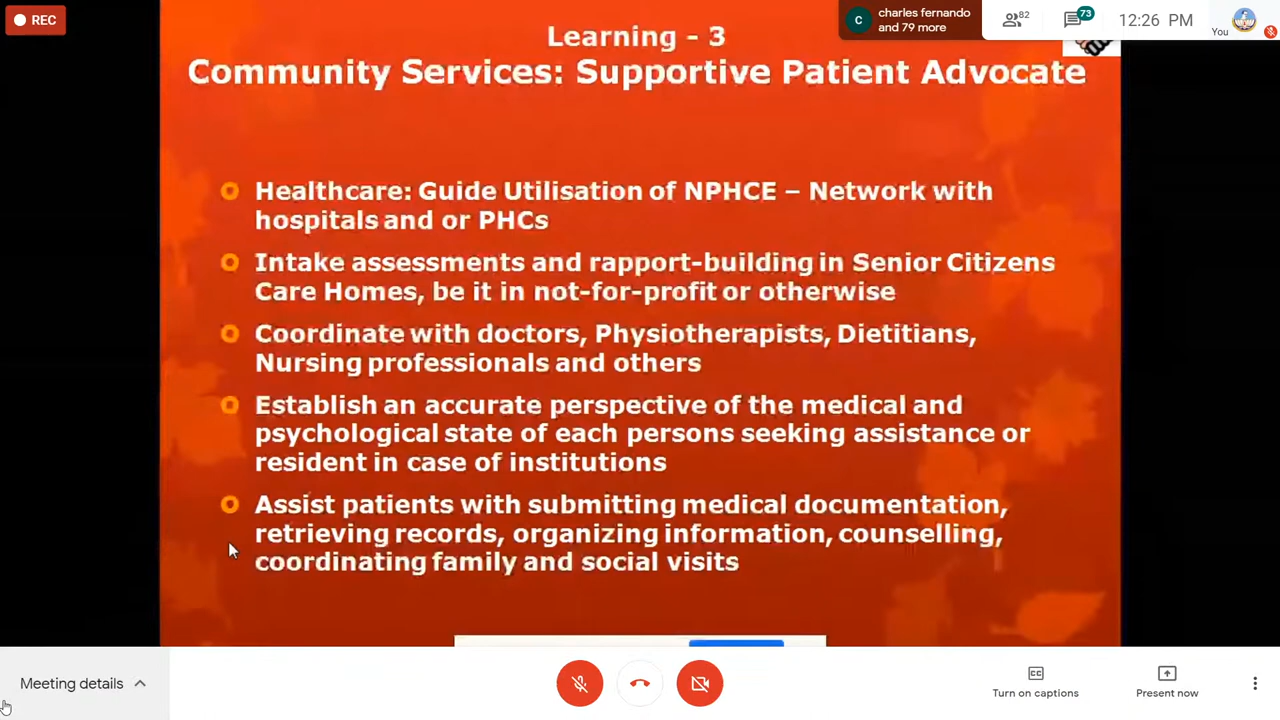 REC
Learning - 3
charles fernando
and 79 more
82
73
12:26 PM
You
C
Community Services: Supportive Patient Advocate
Healthcare: Guide Utilisation of NPHCE – Network with
hospitals and or PHCs
Intake assessments and rapport-building in Senior Citizens
Care Homes, be it in not-for-profit or otherwise
Coordinate with doctors, Physiotherapists, Dietitians,
Nursing professionals and others
Establish an accurate perspective of the medical and
psychological state of each persons seeking assistance or
resident in case of institutions
Assist patients with submitting medical documentation,
retrieving records, organizing information, counselling,
coordinating family and social visits
Meeting details
CC
Turn on captions
Present now